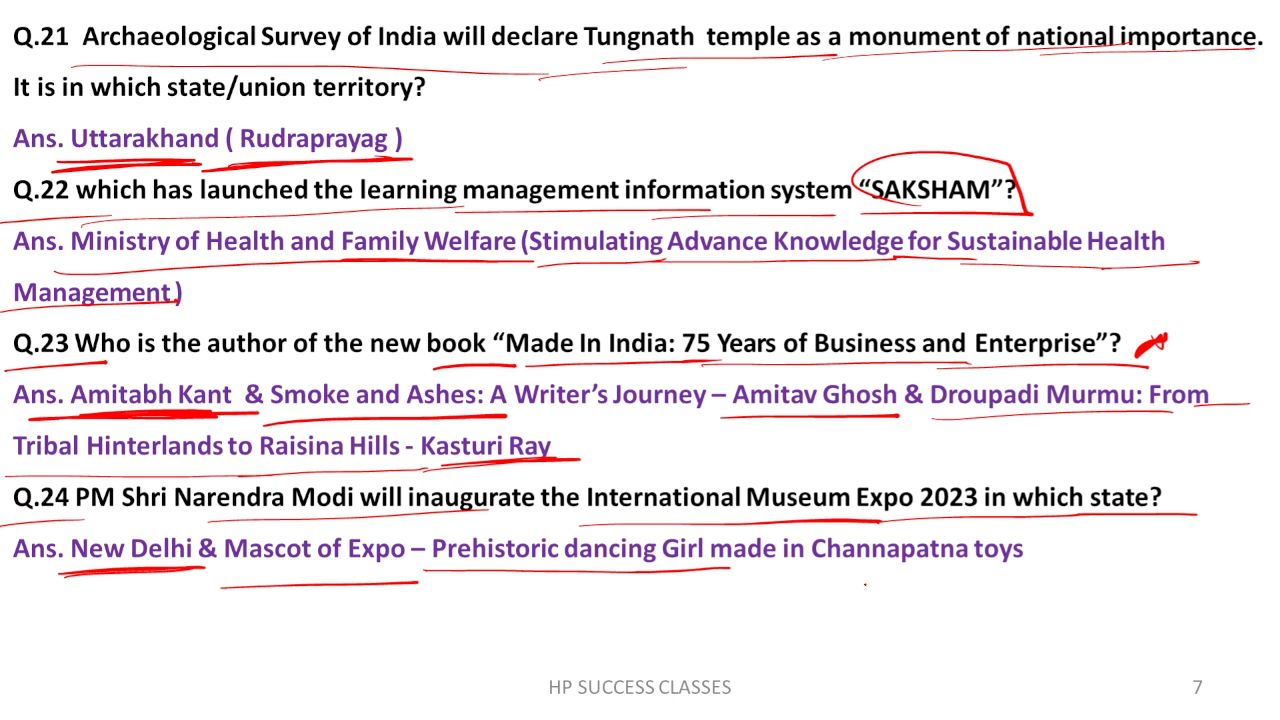 Q.21 Archaeological Survey of India will declare Tungnath temple as a monument of national importance.
It is in which state/union territory?
Ans. Uttarakhand ( Rudraprayag )
Q.22 which has launched the learning management information system “SAKSHAM”?
Ans. Ministry of Health and Family Welfare (Stimulating Advance Knowledge for Sustainable Health
Management)
Q.23 Who is the author of the new book “Made In India: 75 Years of Business and Enterprise”?
Ans. Amitabh Kant & Smoke and Ashes: A Writer’s Journey – Amitav Ghosh & Droupadi Murmu: From
Tribal Hinterlands to Raisina Hills - Kasturi Ray
Q.24 PM Shri Narendra Modi will inaugurate the International Museum Expo 2023 in which state?
Ans. New Delhi & Mascot of Expo – Prehistoric dancing Girl made in Channapatna toys
HP SUCCESS CLASSES
7